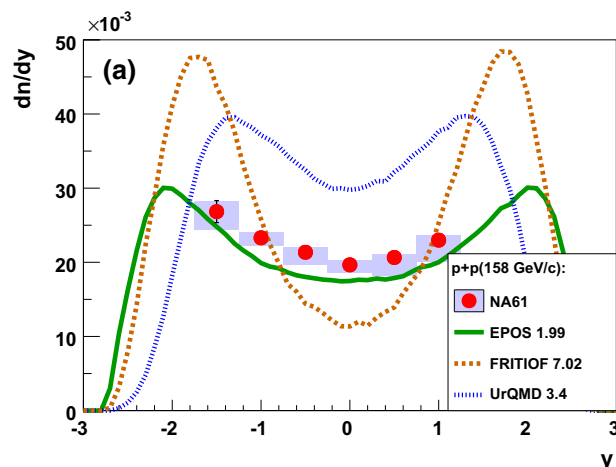 ×10⁻³
dn/dy
(a)
50
40
30
20
10
0
-3 -2 -1 0 1 2 3
y
p+p(158 GeV/c):
NA61
EPOS 1.99
FRITIOF 7.02
UrQMD 3.4